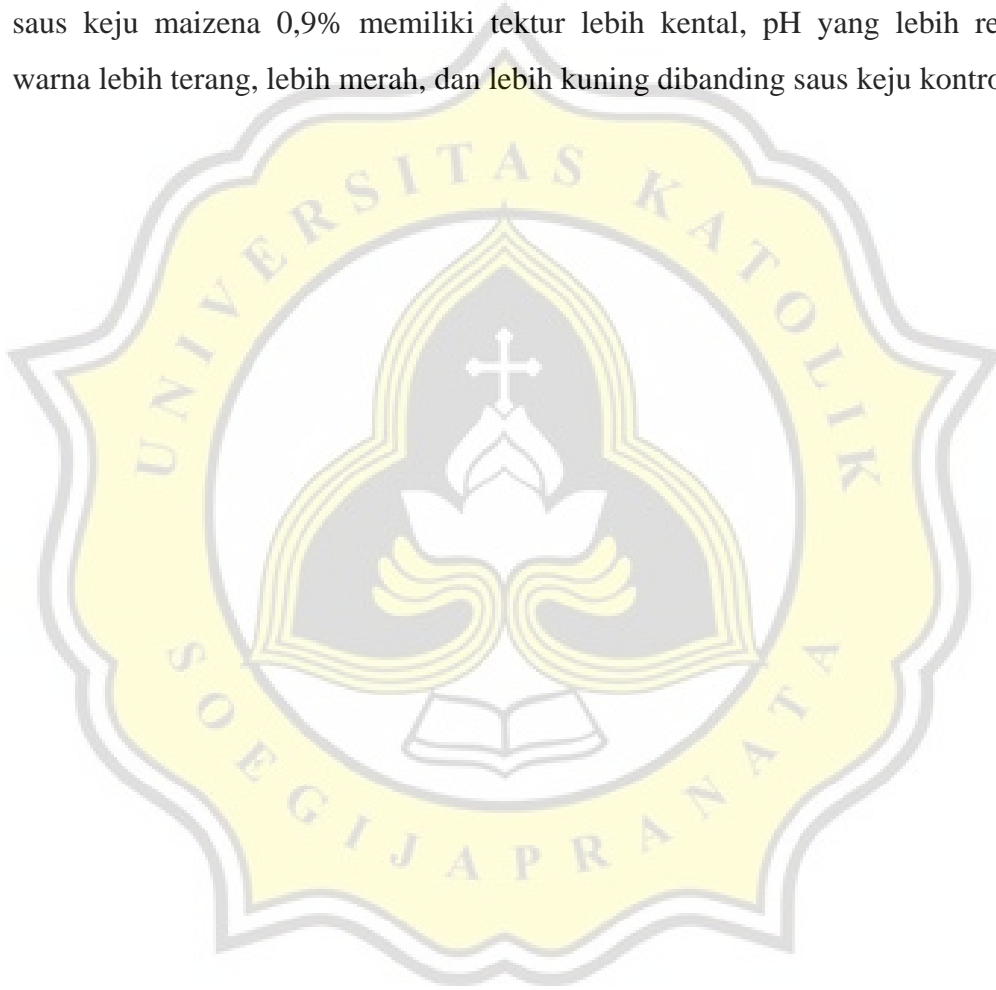 saus keju maizena 0,9% memiliki tektur lebih kental, pH yang lebih
warna lebih terang, lebih merah, dan lebih kuning dibanding saus keju
UNIVERSITAS KATOLIK
SOEGIJAPRANATA